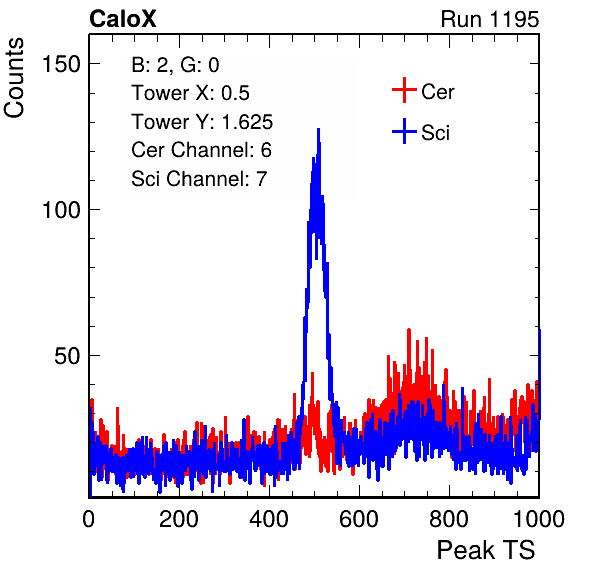 CaloX Run 1195
Counts
150
100
50
B: 2, G: 0
Tower X: 0.5
Tower Y: 1.625
Cer Channel: 6
Sci Channel: 7
Cer
Sci
0 200 400 600 800 1000
Peak TS